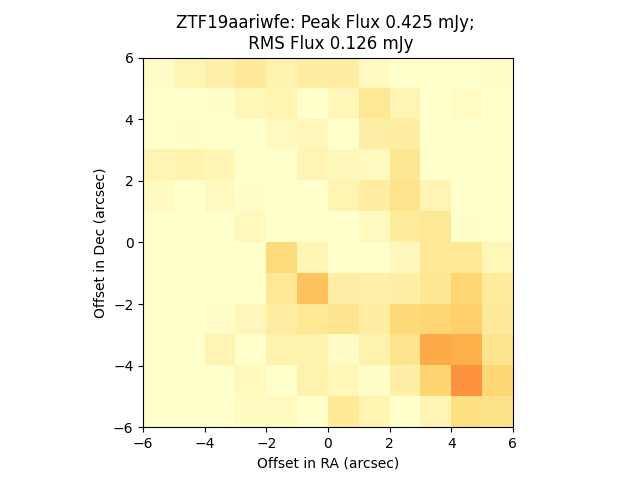 ZTF19aariwfe: Peak Flux 0.425 mJy;
RMS Flux 0.126 mJy
6
4
2
0
−2
−4
−6
Offset in Dec (arcsec)
−6 −4 −2 0 2 4 6
Offset in RA (arcsec)